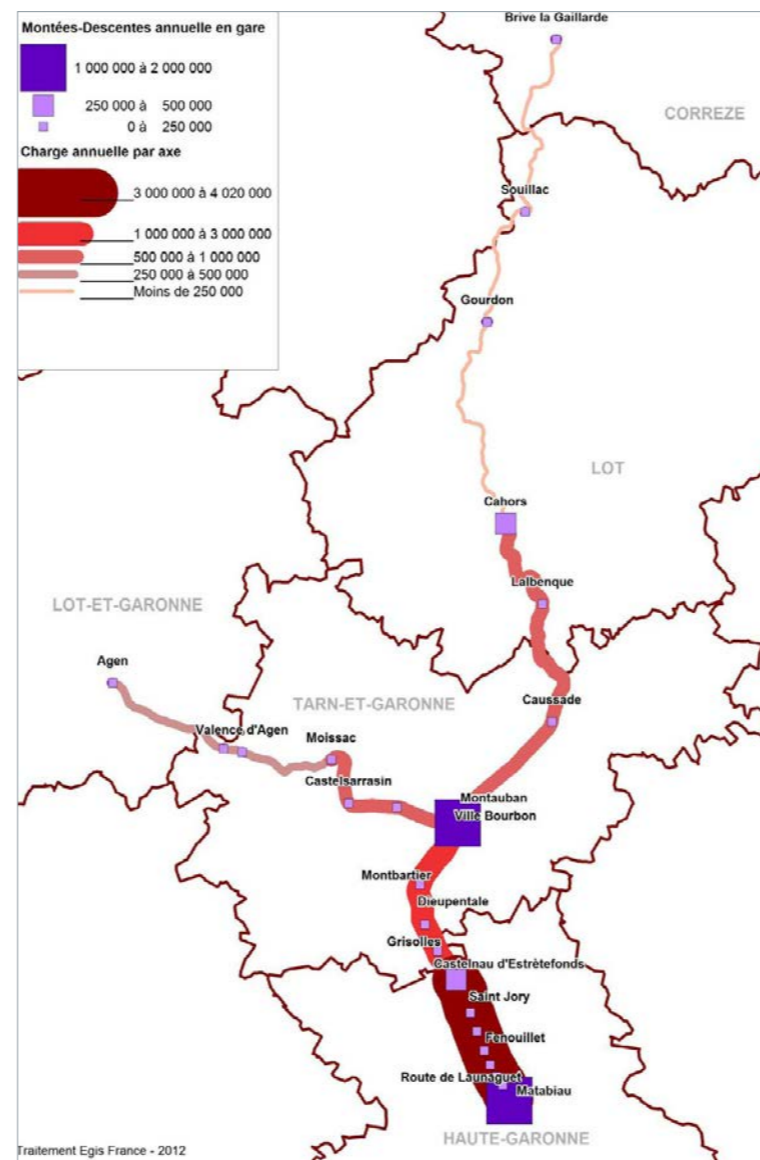 Montées-Descentes annuelle en gare
1 000 000 à 2 000 000
250 000 à 500 000
0 à 250 000
Charge annuelle par axe
3 000 000 à 4 020 000
1 000 000 à 3 000 000
500 000 à 1 000 000
250 000 à 500 000
Moins de 250 000
Brive la Gaillarde
CORREZE
Souillac
Gourdon
LOT
Cahors
Lalbenque
LOT-ET-GARONNE
Agen
TARN-ET-GARONNE
Caussade
Valence d'Agen
Moissac
Castelsarrasin
Montauban
Ville Bourbon
Montbartier
Dieupentale
Grisolles
Castelnau d'Estrètefonds
Saint Jory
Fenouillet
Route de Launaguet
Matabiau
HAUTE-GARONNE
Traitement Egis France - 2012